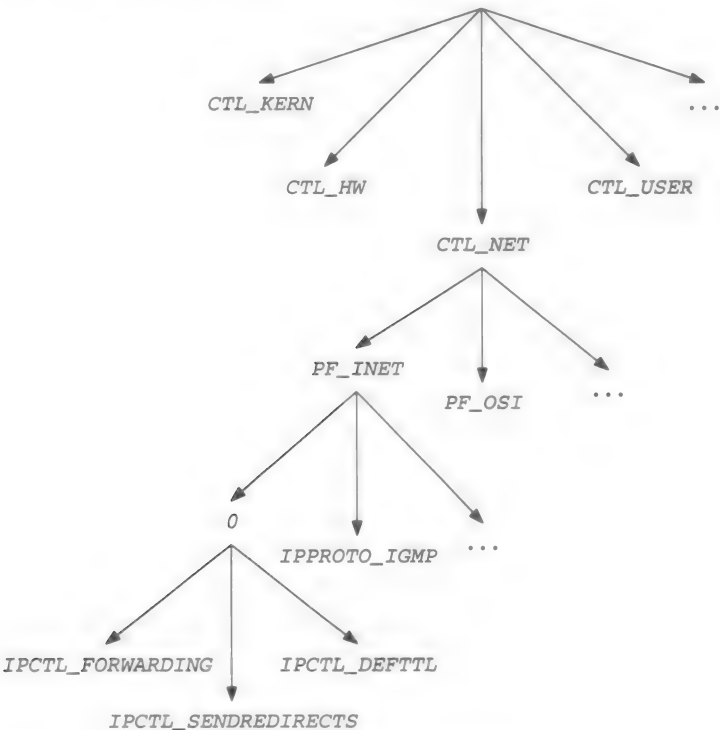 CTL_KERN
...
CTL_HW
CTL_USER
CTL_NET
PF_INET
PF_OSI
...
0
IPPROTO_IGMP
...
IPCTL_FORWARDING
IPCTL_DEFTTL
IPCTL_SENDREDIRECTS